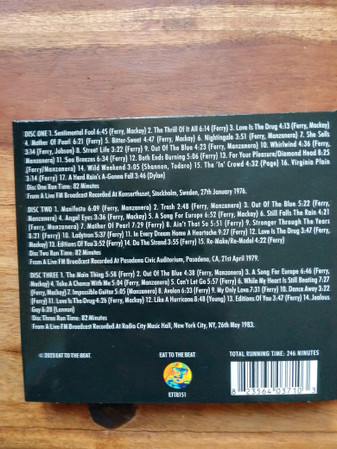 DISC ONE 1. Sentimental Fool 6:45 (Ferry, Mackay) 2. The Thrill Of It All 6:14 (Ferry) 3. Love Is The Drug 4:13 (Ferry, Mackay)
4. Mother Of Pearl 6:21 (Ferry) 5. Bitter-Sweet 4:47 (Ferry, Mackay) 6. Nightingale 3:51 (Ferry, Manzanera) 7. She Sells
3:14 (Ferry, Jobson) 8. Street Life 3:22 (Ferry) 9. Out Of The Blue 4:23 (Ferry, Manzanera) 10. Whirlwind 4:36 (Ferry,
Manzanera) 11. Sea Breezes 6:34 (Ferry) 12. Both Ends Burning 5:06 (Ferry) 13. For Your Pleasure/Diamond Head 8:25
(Ferry/Manzanera) 14. Wild Weekend 3:05 (Shannon, Todaro) 15. The 'In' Crowd 4:32 (Page) 16. Virginia Plain
3:14 (Ferry) 17. A Hard Rain's A-Gonna Fall 3:46 (Dylan)
Disc One Run Time: 82 Minutes
From A Live FM Broadcast Recorded At Konserthuset, Stockholm, Sweden, 27th January 1976.
DISC TWO 1. Manifesto 6:09 (Ferry, Manzanera) 2. Trash 2:48 (Ferry, Manzanera) 3. Out Of The Blue 5:22 (Ferry,
Manzanera) 4. Angel Eyes 3:36 (Ferry, Mackay) 5. A Song For Europe 6:52 (Ferry, Mackay) 6. Still Falls The Rain 4:21
(Ferry, Manzanera) 7. Mother Of Pearl 7:29 (Ferry) 8. Ain't That So 5:51 (Ferry) 9. Stronger Through The Years
8:21 (Ferry) 10. Ladytron 5:37 (Ferry) 11. In Every Dream Home A Heartache 9:27 (Ferry) 12. Love Is The Drug 3:47 (Ferry,
Mackay) 13. Editions Of You 3:52 (Ferry) 14. Do The Strand 3:55 (Ferry) 15. Re-Make/Re-Model 4:22 (Ferry)
Disc Two Run Time: 82 Minutes
From A Live FM Broadcast Recorded At Pasadena Civic Auditorium, Pasadena, CA, 21st April 1979.
DISC THREE 1. The Main Thing 5:58 (Ferry) 2. Out Of The Blue 4:38 (Ferry, Manzanera) 3. A Song For Europe 6:46 (Ferry,
Mackay) 4. Take A Chance With Me 5:04 (Ferry, Manzanera) 5. Can't Let Go 5:57 (Ferry) 6. While My Heart Is Still Beating 3:27
(Ferry, Mackay) 7. Impossible Guitar 5:05 (Manzanera) 8. Avalon 6:33 (Ferry) 9. My Only Love 7:31 (Ferry) 10. Dance Away 3:22
(Ferry) 11. Love Is The Drug 4:26 (Ferry, Mackay) 12. Like A Hurricane 8:48 (Young) 13. Editions Of You 3:47 (Ferry) 14. Jealous
Guy 8:20 (Lennon)
Disc Three Run Time: 82 Minutes
From A Live FM Broadcast Recorded At Radio City Music Hall, New York City, NY, 26th May 1983.
© 2023 EAT TO THE BEAT.
EAT TO THE BEAT
ETTB151
TOTAL RUNNING TIME: 246 MINUTES
8 23564 03710 3